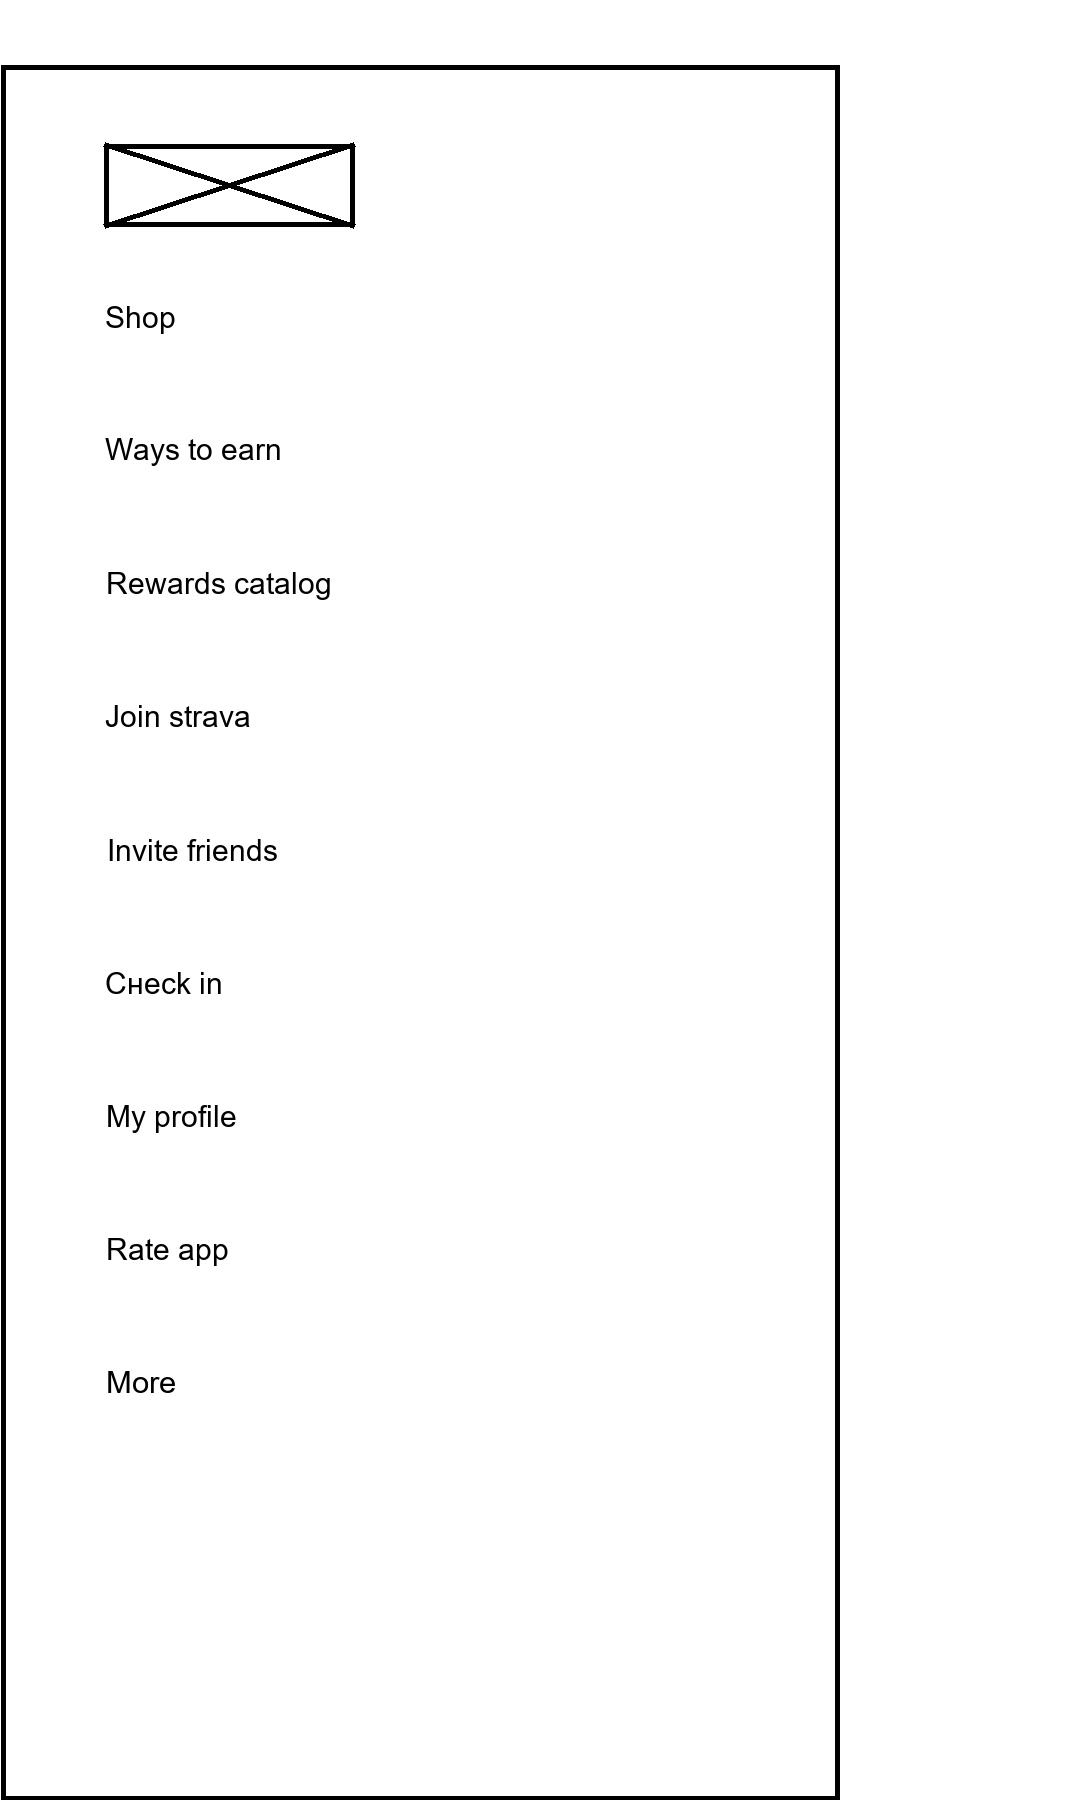 Shop
Ways to earn
Rewards catalog
Join strava
Invite friends
Cнeck in
My profile
Rate app
More